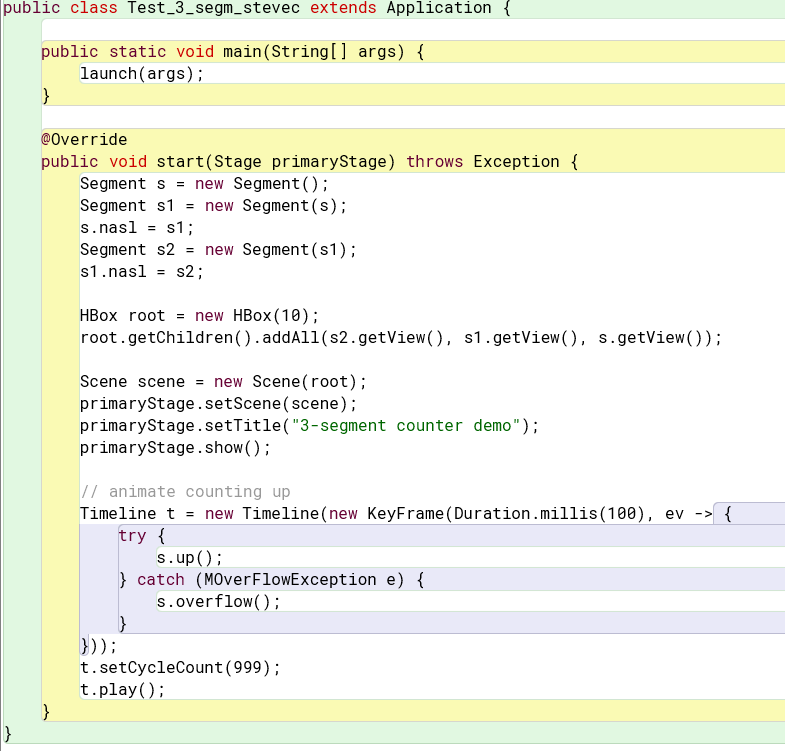 public class Test_3_segm_stevec extends Application {
public static void main(String[] args) {
launch(args);
}
@Override
public void start(Stage primaryStage) throws Exception {
Segment s = new Segment();
Segment s1 = new Segment(s);
s.nasl = s1;
Segment s2 = new Segment(s1);
s1.nasl = s2;
HBox root = new HBox(10);
root.getChildren().addAll(s2.getView(), s1.getView(), s.getView());
Scene scene = new Scene(root);
primaryStage.setScene(scene);
primaryStage.setTitle("3-segment counter demo");
primaryStage.show();
// animate counting up
Timeline t = new Timeline(new KeyFrame(Duration.millis(100), ev -> {
try {
s.up();
} catch (MOverFlowException e) {
s.overflow();
}
}));
t.setCycleCount(999);
t.play();
}
}